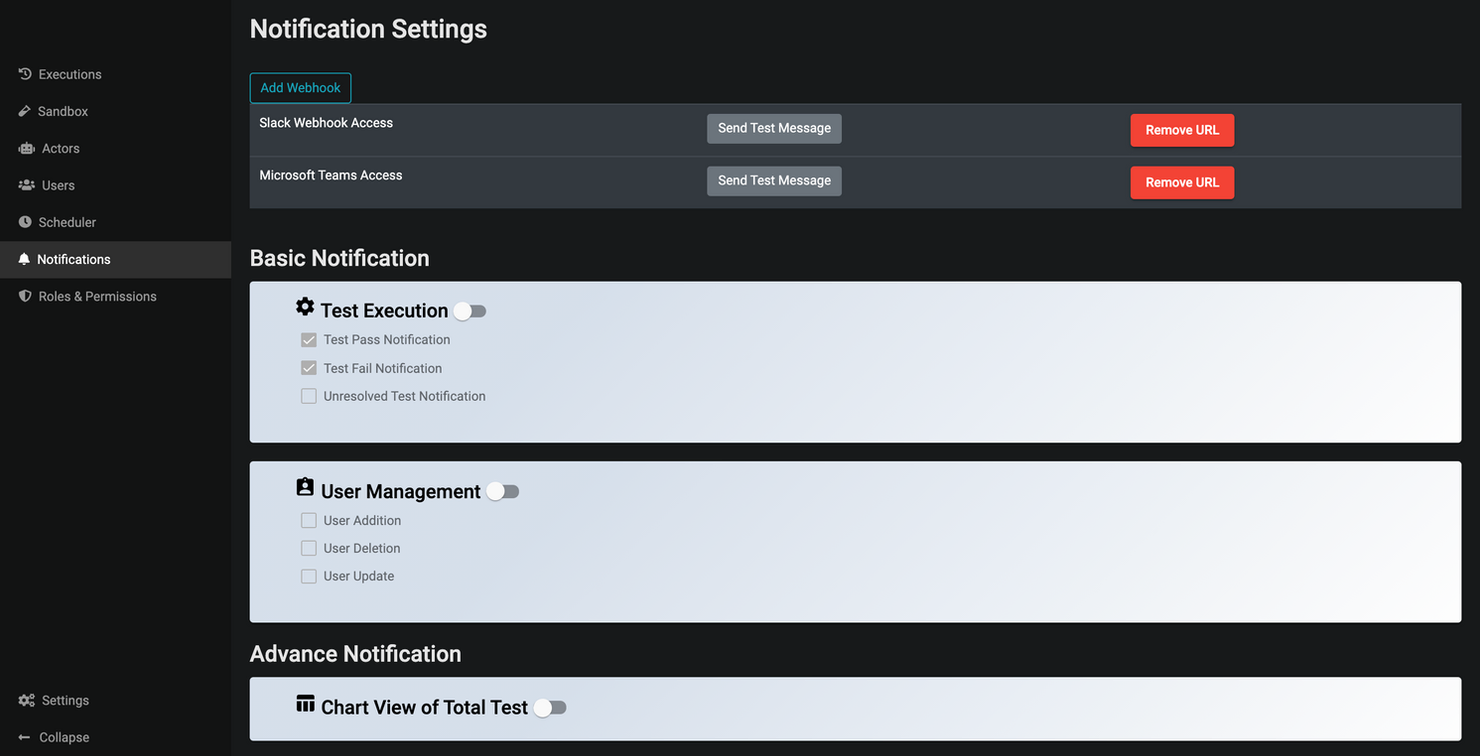 Notification Settings
Executions
Sandbox
Actors
Users
Scheduler
Notifications
Roles & Permissions
Settings
Collapse
Add Webhook
Slack Webhook Access Send Test Message Remove URL
Microsoft Teams Access Send Test Message Remove URL
Basic Notification
Test Execution
Test Pass Notification
Test Fail Notification
Unresolved Test Notification
User Management
User Addition
User Deletion
User Update
Advance Notification
Chart View of Total Test